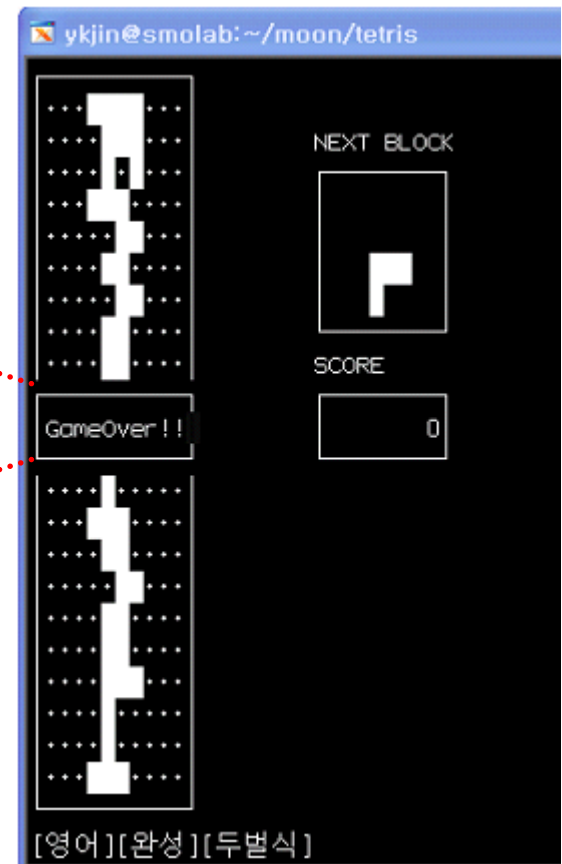 ykjin@smolab:~/moon/tetris
NEXT BLOCK
SCORE
GameOver!!
0
[영어][완성][두벌식]